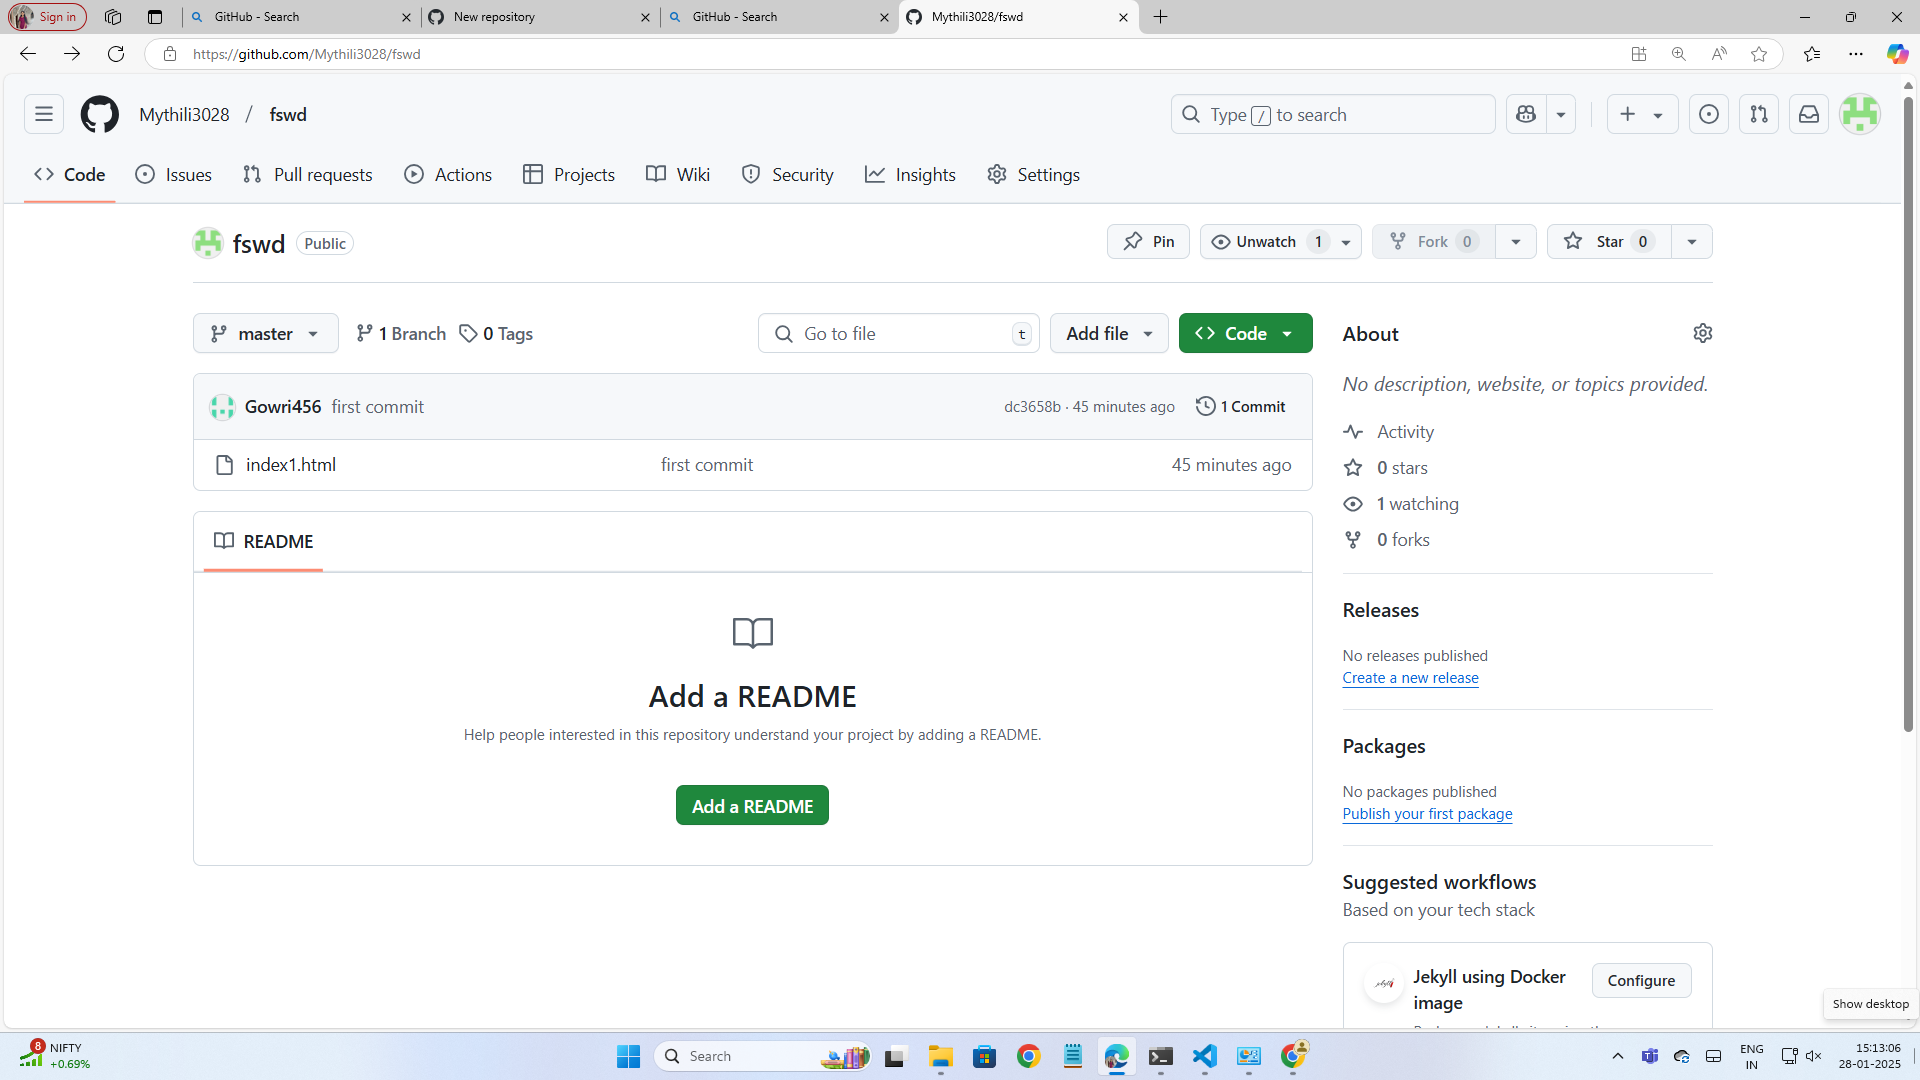 Sign in
GitHub - Search
New repository
GitHub - Search
Mythili3028/fswd
https://github.com/Mythili3028/fswd
Mythili3028 / fswd
Type / to search
Code
Issues
Pull requests
Actions
Projects
Wiki
Security
Insights
Settings
fswd Public
Pin
Unwatch 1
Fork 0
Star 0
master
1 Branch
0 Tags
Go to file t
Add file
Code
Gowri456 first commit
dc3658b · 45 minutes ago
1 Commit
index1.html first commit 45 minutes ago
README
Add a README
Help people interested in this repository understand your project by adding a README.
Add a README
About
No description, website, or topics provided.
Activity
0 stars
1 watching
0 forks
Releases
No releases published
Create a new release
Packages
No packages published
Publish your first package
Suggested workflows
Based on your tech stack
Jekyll using Docker
image
Configure
Show desktop
8
NIFTY
+0.69%
Search
ENG
IN
15:13:06
28-01-2025